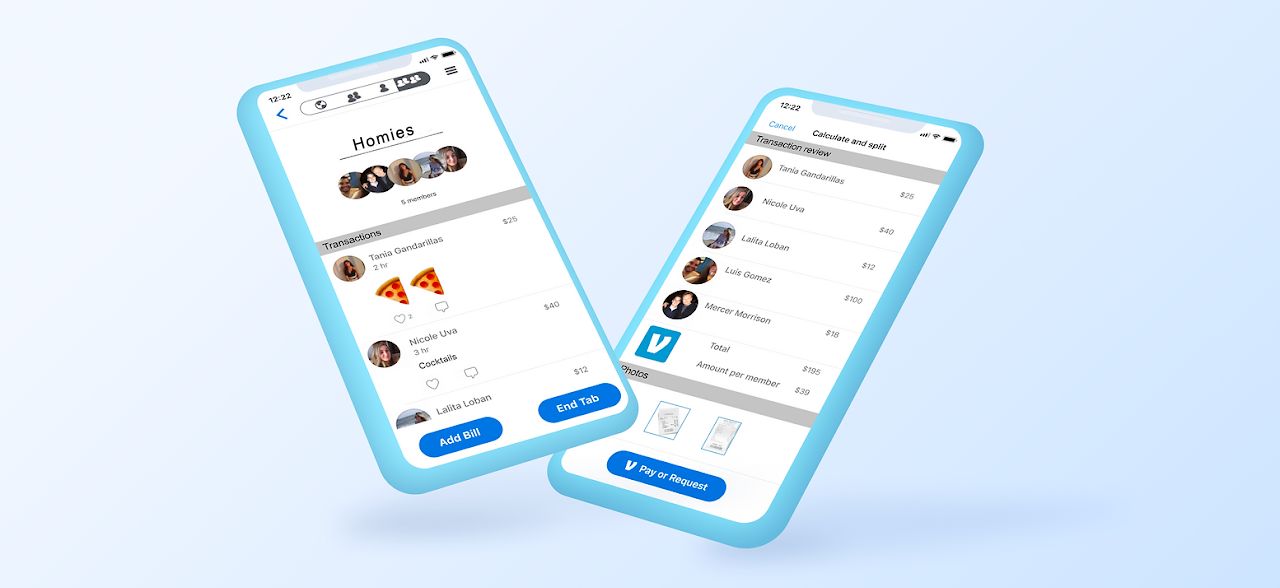 12:22
Homies
5 members
Transactions
Tania Gandarillas $25
2 hr
2
Nicole Uva $40
3 hr
Cocktails
Lalita Loban $12
Add Bill
End Tab
12:22
Cancel Calculate and split
Transaction review
Tania Gandarillas $25
Nicole Uva $40
Lalita Loban $12
Luis Gomez $100
Mercer Morrison $18
Total $195
Amount per member $39
Photos
Pay or Request